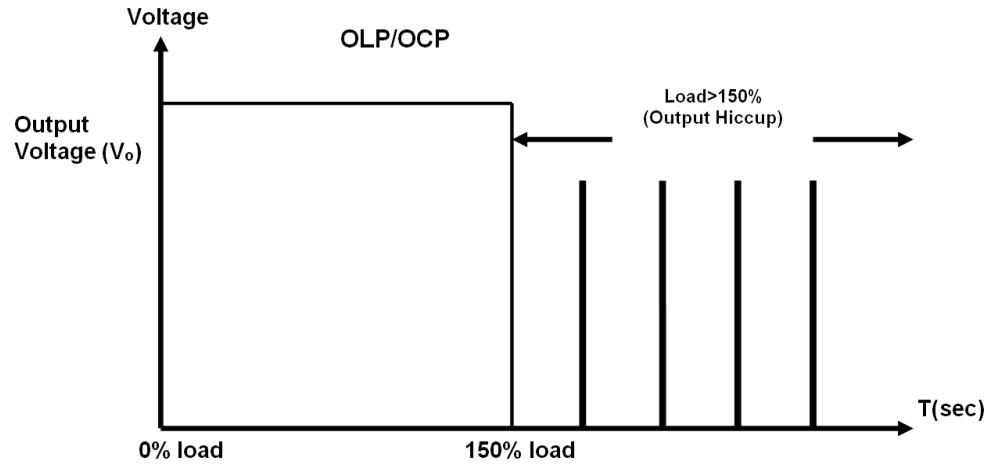 Voltage
OLP/OCP
Load>150%
(Output Hiccup)
Output
Voltage (Vₒ)
T(sec)
0% load
150% load